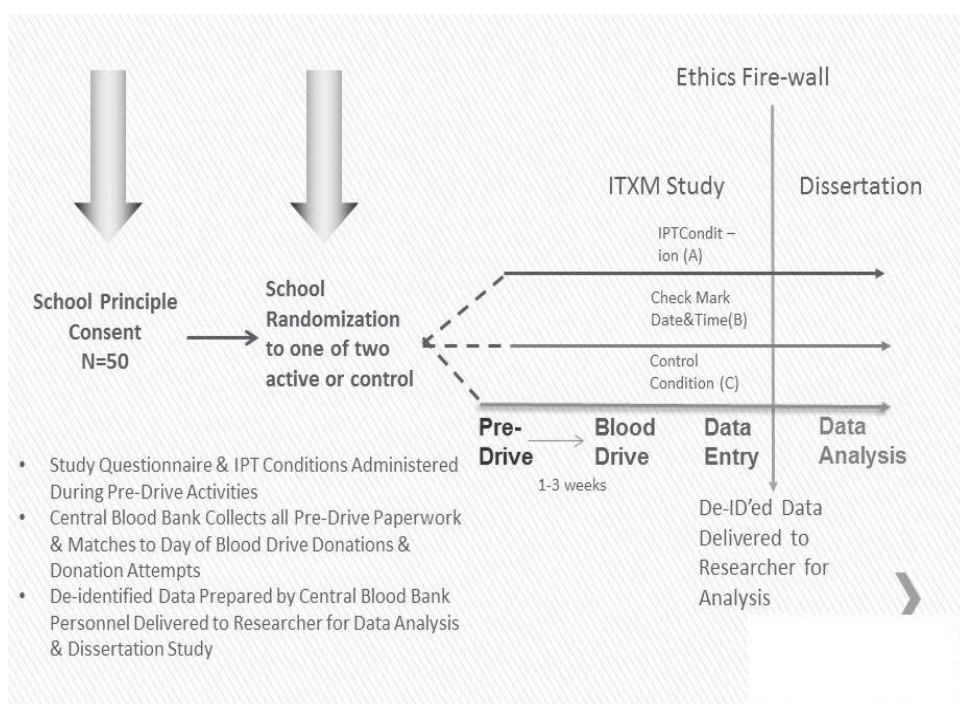 Ethics Fire-wall
ITXM Study
Dissertation
IPTCondit –
ion (A)
School Principle
Consent
N=50
School
Randomization
to one of two
active or control
Check Mark
Date&Time(B)
Control
Condition (C)
Pre-
Drive
1-3 weeks
Blood
Drive
Data
Entry
Data
Analysis
De-ID’ed Data
Delivered to
Researcher for
Analysis
• Study Questionnaire & IPT Conditions Administered
During Pre-Drive Activities
• Central Blood Bank Collects all Pre-Drive Paperwork
& Matches to Day of Blood Drive Donations &
Donation Attempts
• De-identified Data Prepared by Central Blood Bank
Personnel Delivered to Researcher for Data Analysis
& Dissertation Study